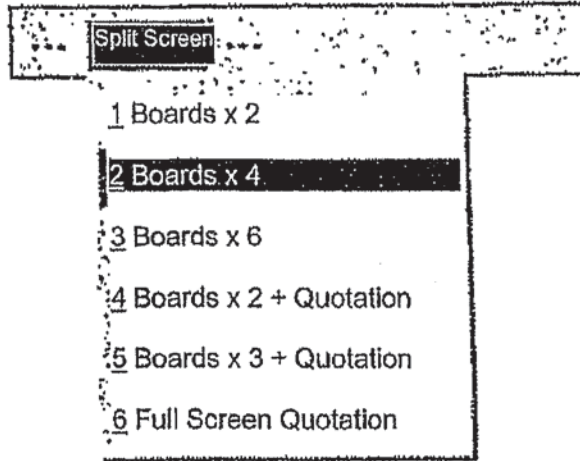 Split Screen
1 Boards x 2
2 Boards x 4
3 Boards x 6
4 Boards x 2 + Quotation
5 Boards x 3 + Quotation
6 Full Screen Quotation